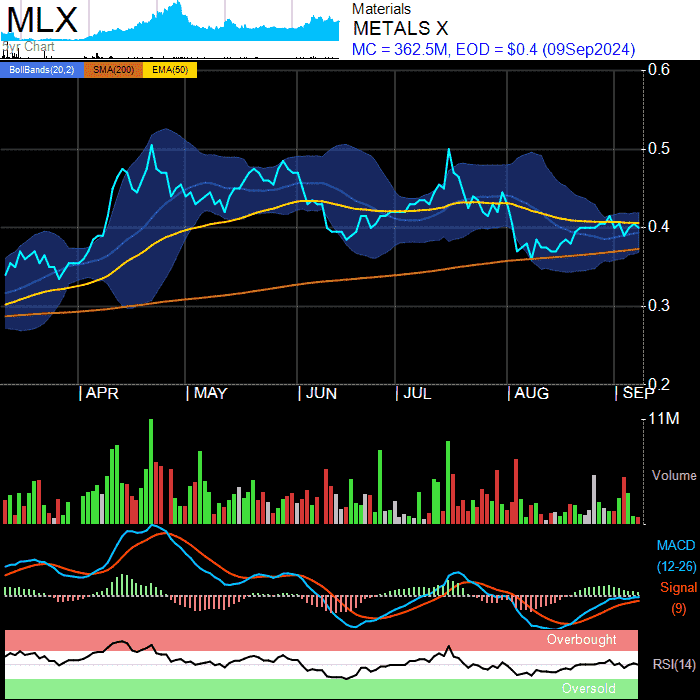 MLX
5yr Chart
Materials
METALS X
MC = 362.5M, EOD = $0.4 (09Sep2024)
BollBands(20,2) SMA(200) EMA(50)
0.6
0.5
0.4
0.3
0.2
APR MAY JUN JUL AUG SEP
11M
Volume
MACD
(12-26)
Signal
(9)
Overbought
RSI(14)
Oversold